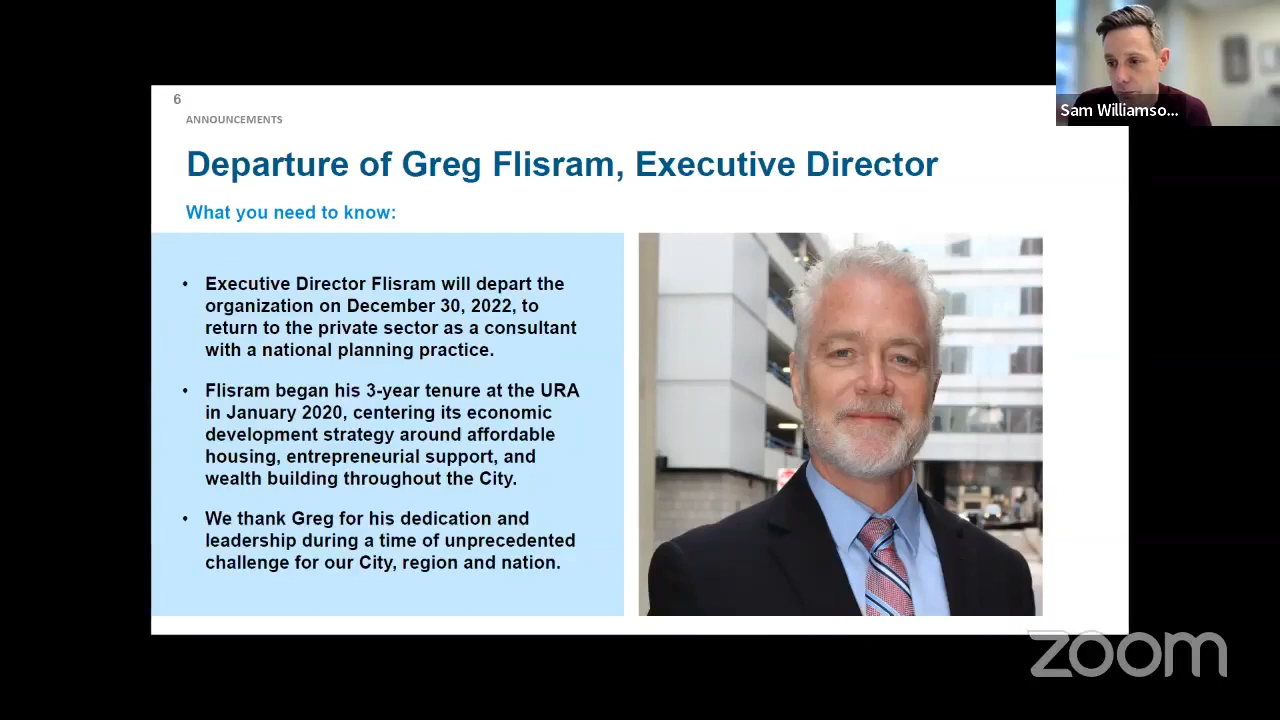 6
ANNOUNCEMENTS
Departure of Greg Flisram, Executive Director
What you need to know:
• Executive Director Flisram will depart the
organization on December 30, 2022, to
return to the private sector as a consultant
with a national planning practice.
• Flisram began his 3-year tenure at the URA
in January 2020, centering its economic
development strategy around affordable
housing, entrepreneurial support, and
wealth building throughout the City.
• We thank Greg for his dedication and
leadership during a time of unprecedented
challenge for our City, region and nation.
Sam Williamso...
zoom